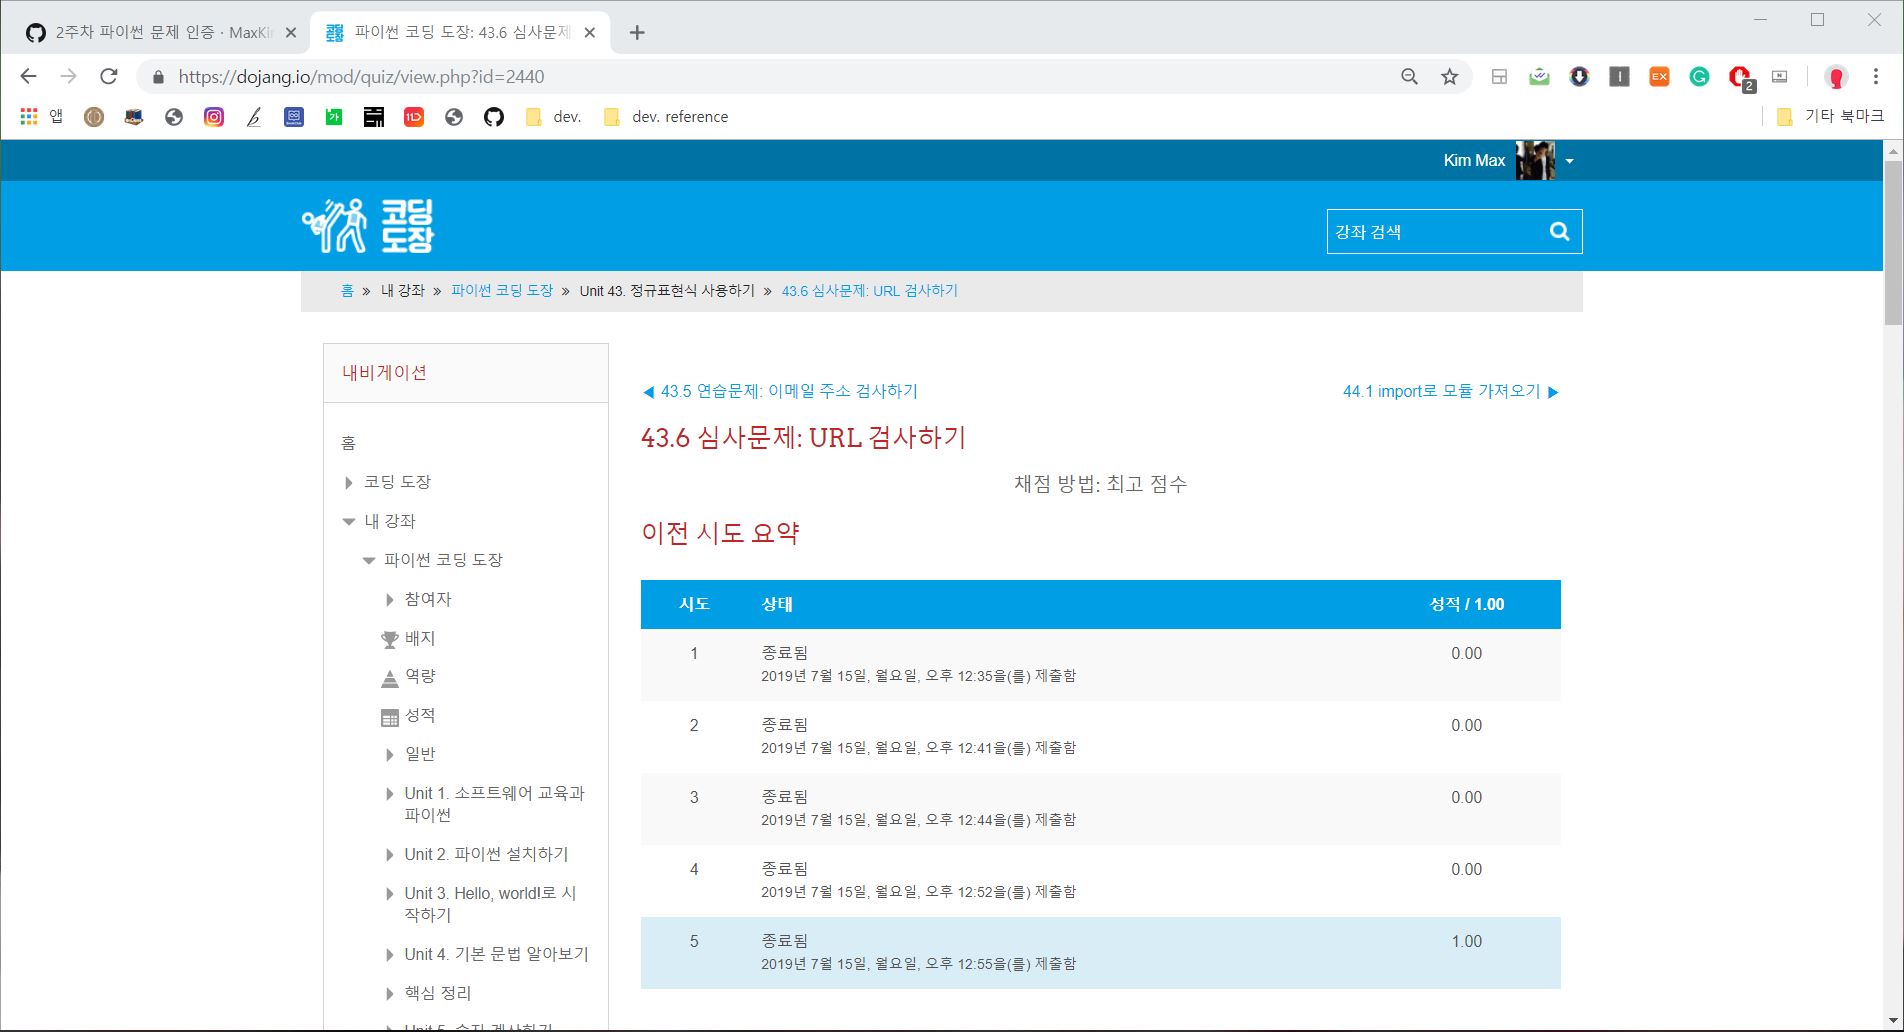 2주차 파이썬 문제 인증 · MaxKi
파이썬 코딩 도장: 43.6 심사문제
https://dojang.io/mod/quiz/view.php?id=2440
앱
dev.
dev. reference
기타 북마크
Kim Max
코딩
도장
강좌 검색
홈 » 내 강좌 » 파이썬 코딩 도장 » Unit 43. 정규표현식 사용하기 » 43.6 심사문제: URL 검사하기
내비게이션
홈
코딩 도장
내 강좌
파이썬 코딩 도장
참여자
배지
역량
성적
일반
Unit 1. 소프트웨어 교육과
파이썬
Unit 2. 파이썬 설치하기
Unit 3. Hello, world!로 시
작하기
Unit 4. 기본 문법 알아보기
핵심 정리
Unit 5. 숫자 계산하기
◀ 43.5 연습문제: 이메일 주소 검사하기
44.1 import로 모듈 가져오기 ▶
43.6 심사문제: URL 검사하기
채점 방법: 최고 점수
이전 시도 요약
시도 상태 성적 / 1.00
1 종료됨 0.00
2019년 7월 15일, 월요일, 오후 12:35을(를) 제출함
2 종료됨 0.00
2019년 7월 15일, 월요일, 오후 12:41을(를) 제출함
3 종료됨 0.00
2019년 7월 15일, 월요일, 오후 12:44을(를) 제출함
4 종료됨 0.00
2019년 7월 15일, 월요일, 오후 12:52을(를) 제출함
5 종료됨 1.00
2019년 7월 15일, 월요일, 오후 12:55을(를) 제출함